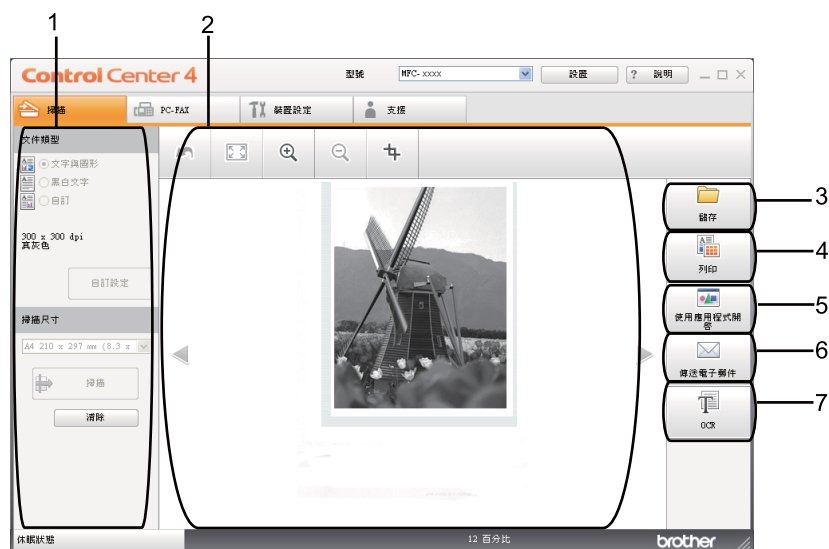 1 2
Control Center 4 型號 MFC- xxxx 設置 ? 說明
掃描 PC-FAX 裝置設定 支援
文件類型
文字與圖形
黑白文字
自訂
300 x 300 dpi
真灰色
自訂設定
掃描尺寸
A4 210 x 297 mm (8.3 x
掃描
清除
儲存 3
列印 4
使用應用程式開
啓 5
傳送電子郵件 6
OCR 7
休眠狀態 12 百分比 brother